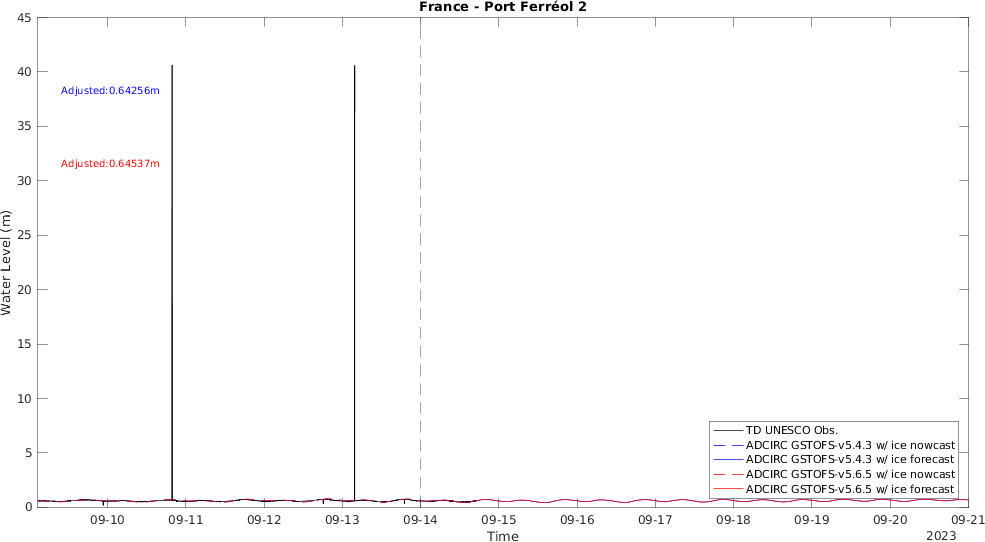 France - Port Ferréol 2
45
40
35
30
25
20
15
10
5
0
Water Level (m)
Adjusted:0.64256m
Adjusted:0.64537m
TD UNESCO Obs.
ADCIRC GSTOFS-v5.4.3 w/ ice nowcast
ADCIRC GSTOFS-v5.4.3 w/ ice forecast
ADCIRC GSTOFS-v5.6.5 w/ ice nowcast
ADCIRC GSTOFS-v5.6.5 w/ ice forecast
09-10 09-11 09-12 09-13 09-14 09-15 09-16 09-17 09-18 09-19 09-20 09-21
Time
2023